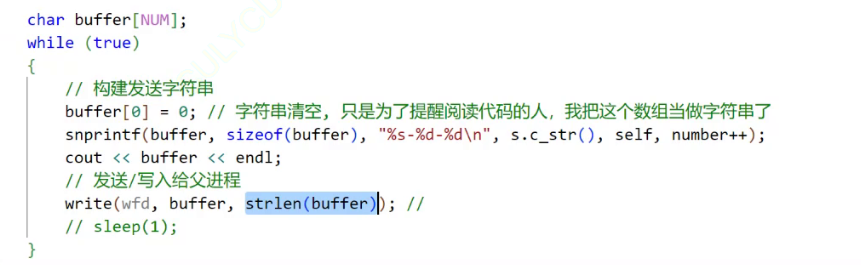 char buffer[NUM];
while (true)
{
// 构建发送字符串
buffer[0] = 0; // 字符串清空, 只是为了提醒阅读代码的人, 我把这个数组当做字符串了
snprintf(buffer, sizeof(buffer), "%s-%d-%d\n", s.c_str(), self, number++);
cout << buffer << endl;
// 发送/写入给父进程
write(wfd, buffer, strlen(buffer)); //
// sleep(1);
}